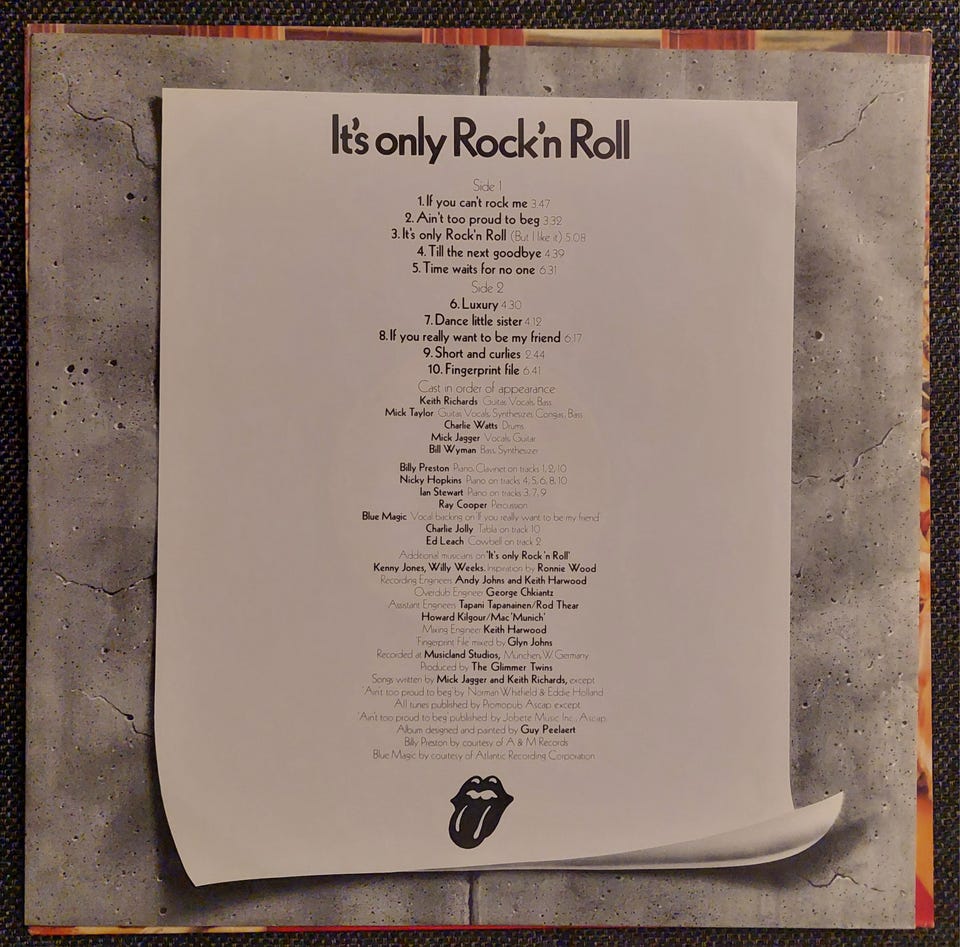 It's only Rock'n Roll
Side 1
1. If you can't rock me 3.47
2. Ain't too proud to beg 3.32
3. It's only Rock'n Roll (But I like it) 5.08
4. Till the next goodbye 4.39
5. Time waits for no one 6.31
Side 2
6. Luxury 4.30
7. Dance little sister 4.12
8. If you really want to be my friend 6.17
9. Short and curlies 2.44
10. Fingerprint file 6.41
Cast in order of appearance
Keith Richards Guitar, Vocals, Bass
Mick Taylor Guitar, Vocals, Synthesizer, Congas, Bass
Charlie Watts Drums
Mick Jagger Vocals, Guitar
Bill Wyman Bass, Synthesizer
Billy Preston Piano, Clavinet on tracks 1, 2, 10
Nicky Hopkins Piano on tracks 4, 5, 6, 8, 10
Ian Stewart Piano on tracks 3, 7, 9
Ray Cooper Percussion
Blue Magic Vocal backing on If you really want to be my friend
Charlie Jolly Tabla on track 10
Ed Leach Cowbell on track 2
Additional musicians on 'It's only Rock'n Roll'
Kenny Jones, Willy Weeks. Inspiration by Ronnie Wood
Recording Engineers Andy Johns and Keith Harwood
Overdub Engineer George Chkiantz
Assistant Engineers Tapani Tapanainen/Rod Thear
Howard Kilgour/Mac 'Munich'
Mixing Engineer Keith Harwood
'Fingerprint File' mixed by Glyn Johns
Recorded at Musicland Studios, München, W. Germany
Produced by The Glimmer Twins
Songs written by Mick Jagger and Keith Richards, except
'Ain't too proud to beg' by Norman Whitfield & Eddie Holland
All tunes published by Promopub Ascap except
'Ain't too proud to beg' published by Jobete Music Inc., Ascap
Album designed and painted by Guy Peelaert
Billy Preston by courtesy of A & M Records
Blue Magic by courtesy of Atlantic Recording Corporation